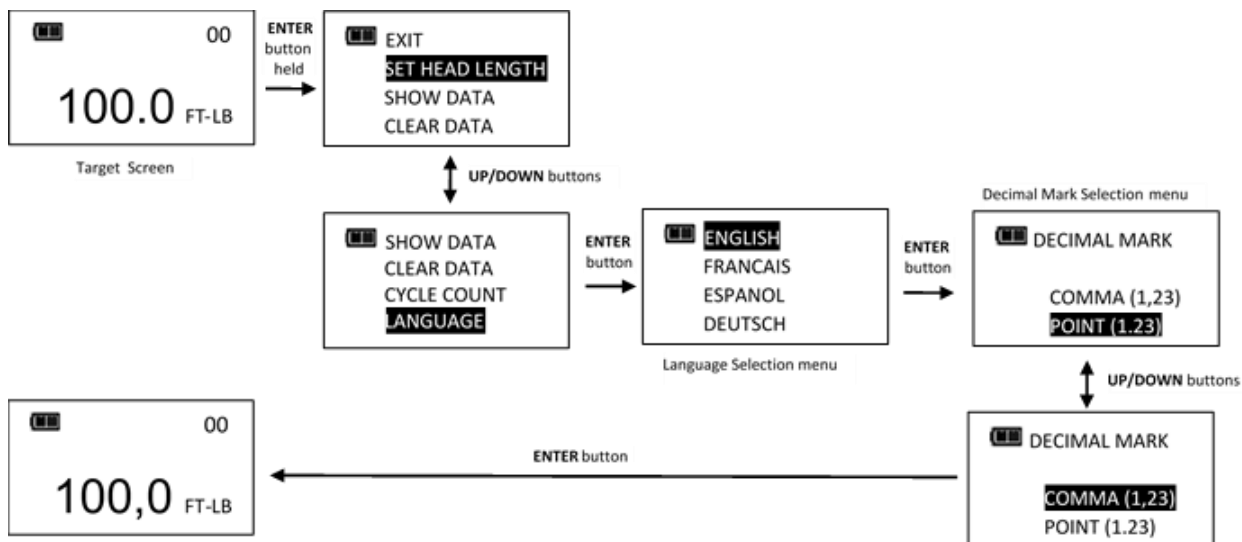 00
100.0 FT-LB
Target Screen
ENTER
button
held
EXIT
SET HEAD LENGTH
SHOW DATA
CLEAR DATA
UP/DOWN buttons
SHOW DATA
CLEAR DATA
CYCLE COUNT
LANGUAGE
ENTER
button
ENGLISH
FRANCAIS
ESPANOL
DEUTSCH
Language Selection menu
ENTER
button
Decimal Mark Selection menu
DECIMAL MARK
COMMA (1,23)
POINT (1.23)
UP/DOWN buttons
DECIMAL MARK
COMMA (1,23)
POINT (1.23)
ENTER button
00
100,0 FT-LB